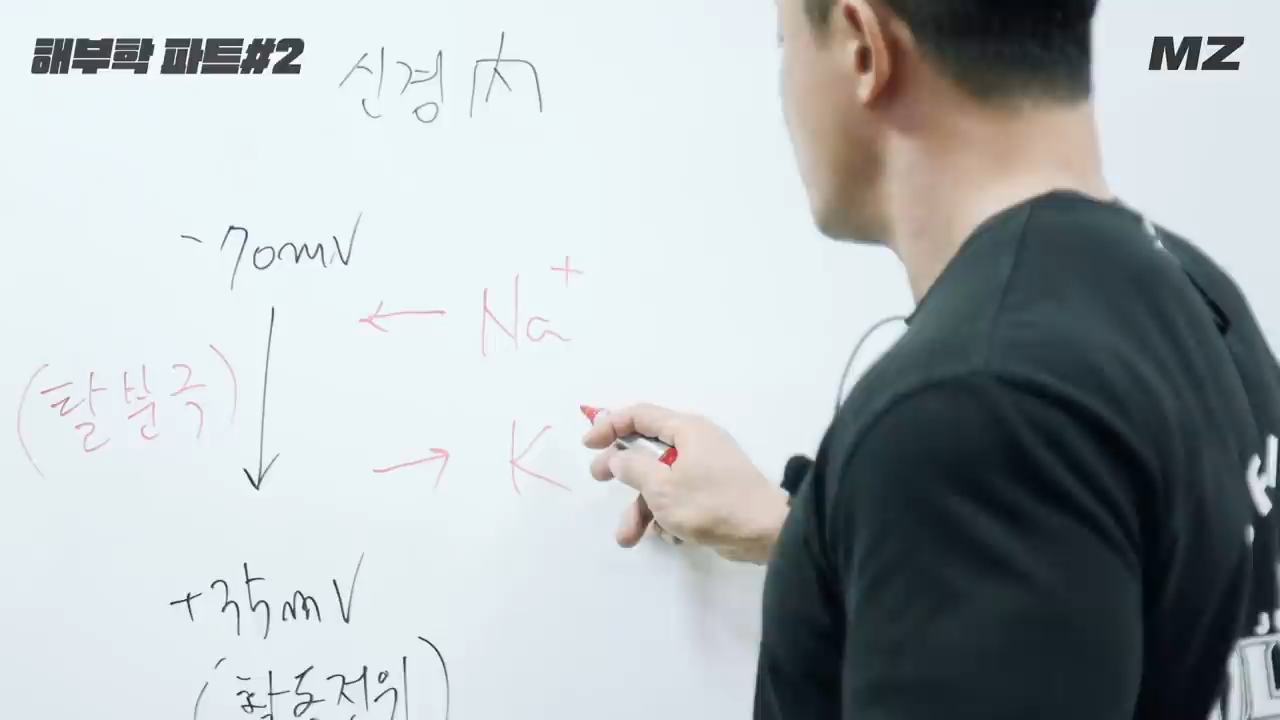 해부학 파트#2
MZ
신경 内
-70mV
← Na+
(탈분극)
→ K
+35mV
(활동전위)